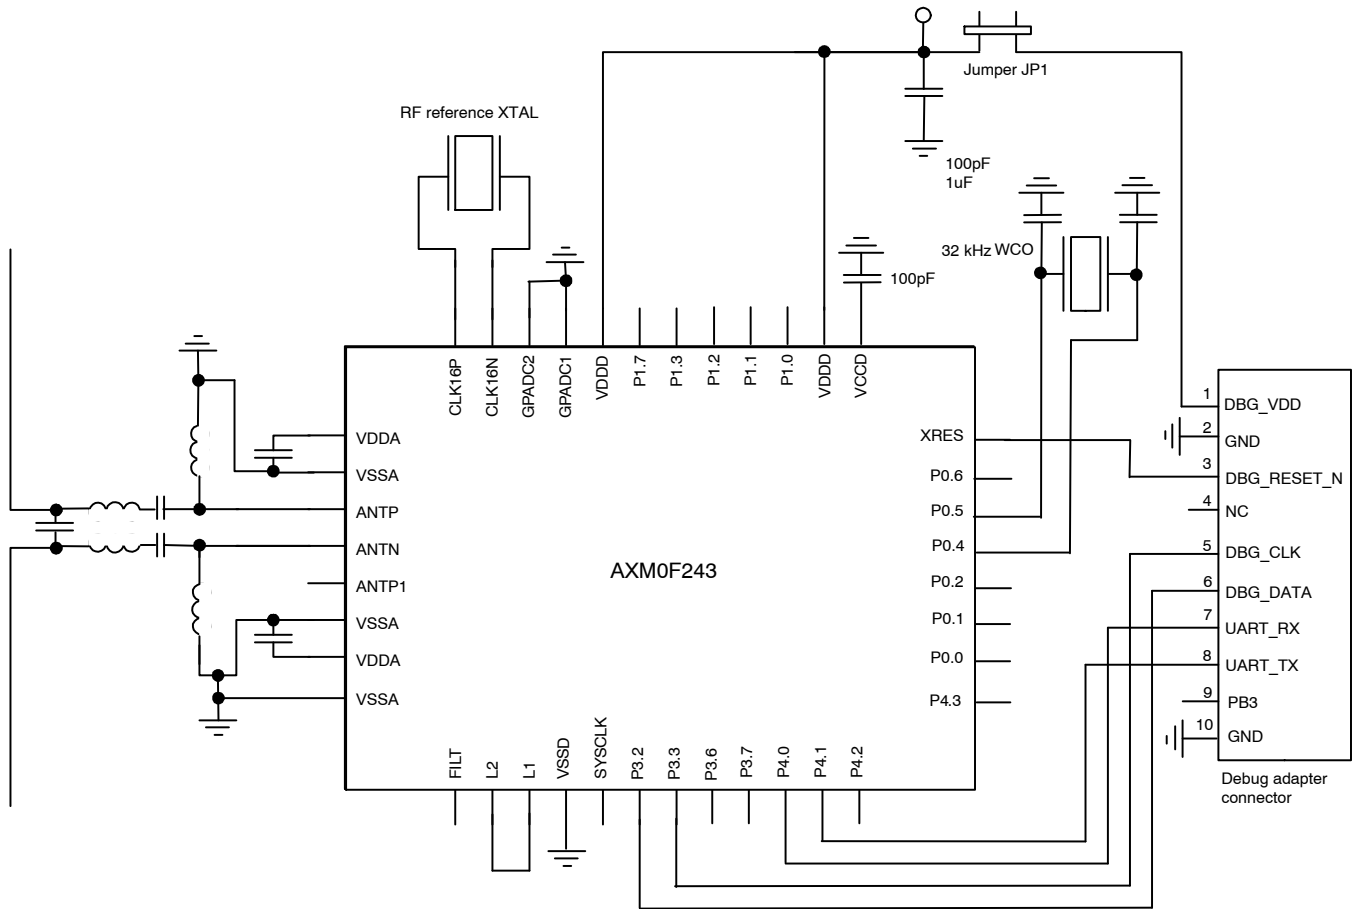 Jumper JP1
RF reference XTAL
100pF
1uF
32 kHz WCO
100pF
CLK16P
CLK16N
GPADC2
GPADC1
VDDD
P1.7
P1.3
P1.2
P1.1
P1.0
VDDD
VCCD
VDDA
VSSA
ANTP
ANTN
ANTP1
VSSA
VDDA
VSSA
AXM0F243
XRES
P0.6
P0.5
P0.4
P0.2
P0.1
P0.0
P4.3
FILT
L2
L1
VSSD
SYSCLK
P3.2
P3.3
P3.6
P3.7
P4.0
P4.1
P4.2
1 DBG_VDD
2 GND
3 DBG_RESET_N
4 NC
5 DBG_CLK
6 DBG_DATA
7 UART_RX
8 UART_TX
9 PB3
10 GND
Debug adapter
connector